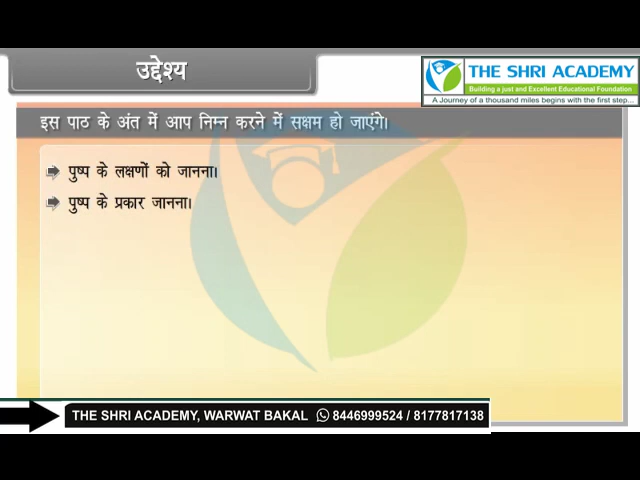 उद्देश्य
THE SHRI ACADEMY
Building a just and Excellent Educational Foundation
A Journey of a thousand miles begins with the first step...
इस पाठ के अंत में आप निम्न करने में सक्षम हो जाएंगे।
पुष्प के लक्षणों को जानना।
पुष्प के प्रकार जानना।
THE SHRI ACADEMY, WARWAT BAKAL 8446999524 / 8177817138